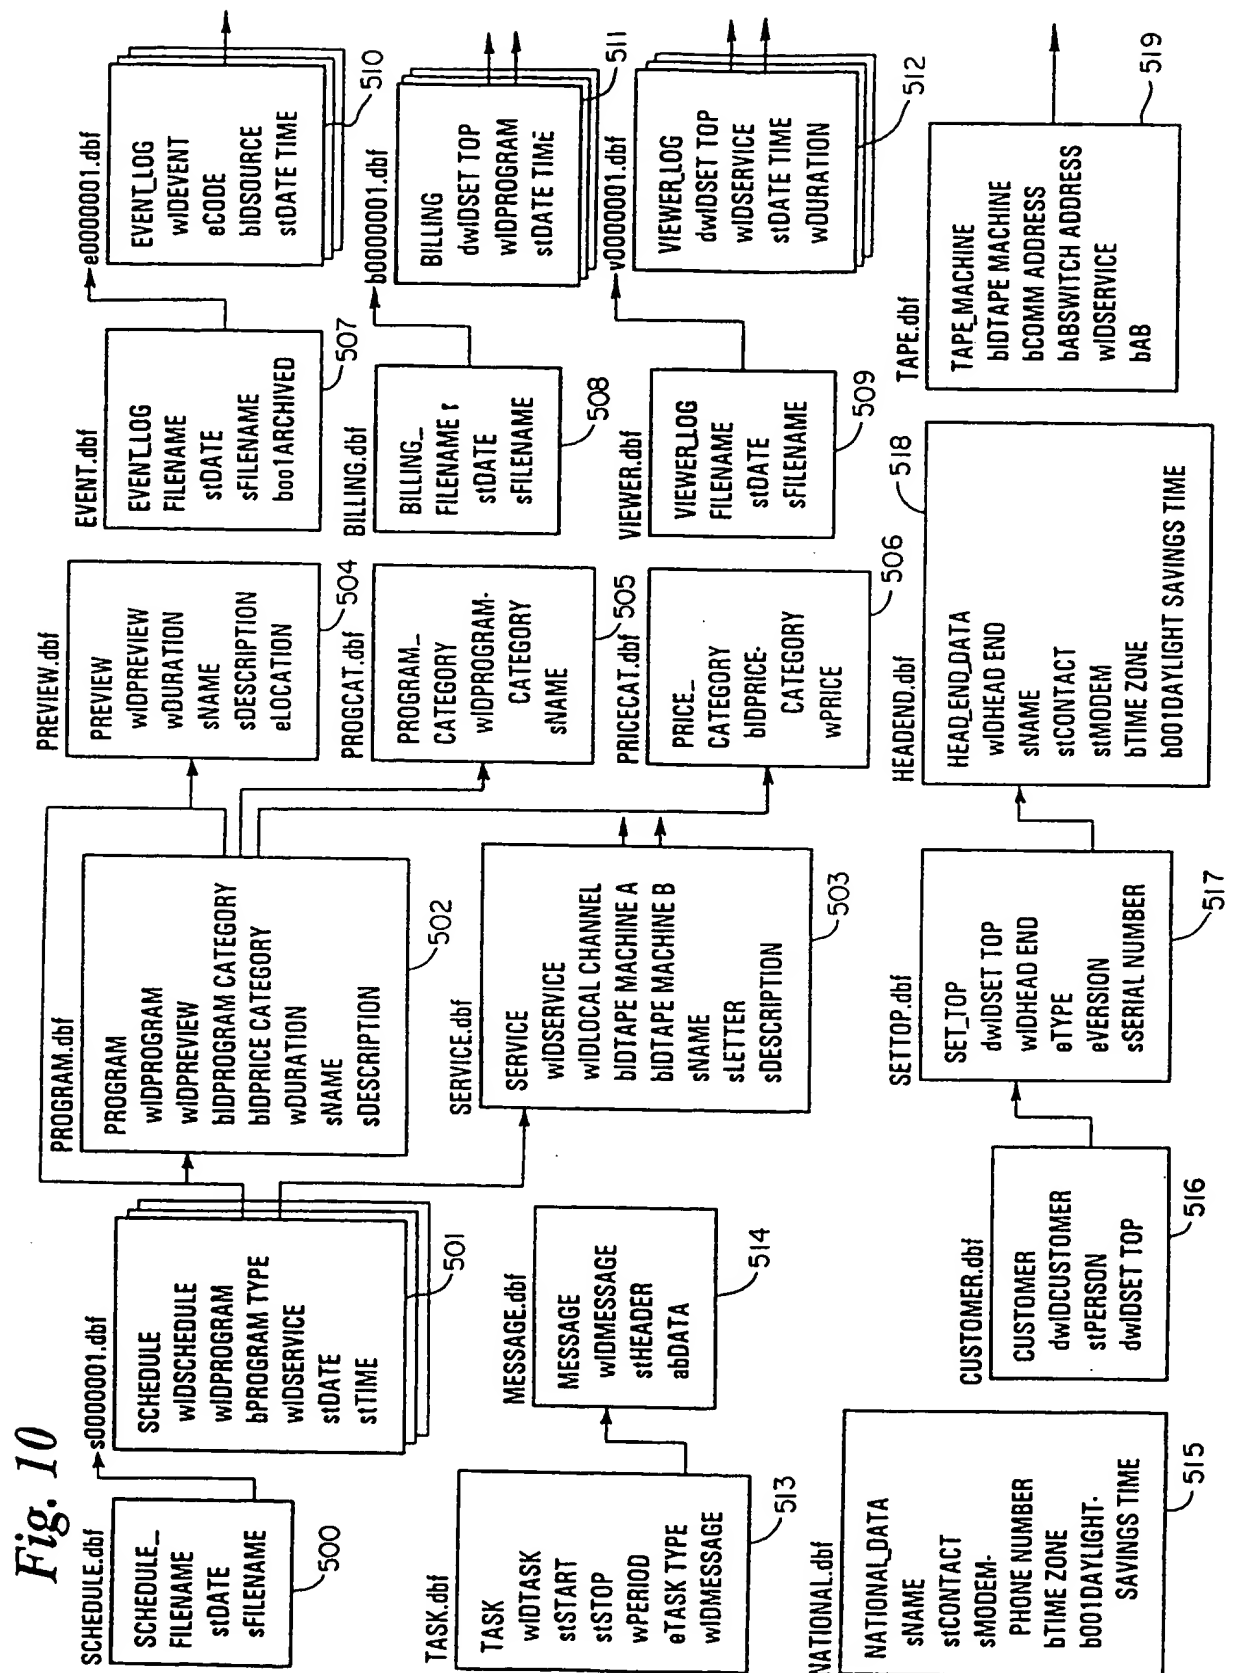 Fig. 10
SCHEDULE.dbf
SCHEDULE_
FILENAME
stDATE
sFILENAME
500
s0000001.dbf
SCHEDULE
wIDSCHEDULE
wIDPROGRAM
bPROGRAM TYPE
wIDSERVICE
stDATE
stTIME
501
PROGRAM.dbf
PROGRAM
wIDPROGRAM
wIDPREVIEW
bIDPROGRAM CATEGORY
bIDPRICE CATEGORY
wDURATION
sNAME
sDESCRIPTION
502
SERVICE.dbf
SERVICE
wIDSERVICE
wIDLOCAL CHANNEL
bIDTAPE MACHINE A
bIDTAPE MACHINE B
sNAME
sLETTER
sDESCRIPTION
503
PREVIEW.dbf
PREVIEW
wIDPREVIEW
wDURATION
sNAME
sDESCRIPTION
eLOCATION
504
PROGCAT.dbf
PROGRAM_
CATEGORY
wIDPROGRAM-
CATEGORY
sNAME
505
PRICECAT.dbf
PRICE_
CATEGORY
bIDPRICE-
CATEGORY
wPRICE
506
EVENT.dbf
EVENT_LOG
FILENAME
stDATE
sFILENAME
boo1ARCHIVED
507
BILLING.dbf
BILLING_
FILENAME
stDATE
sFILENAME
508
VIEWER.dbf
VIEWER_LOG
FILENAME
stDATE
sFILENAME
509
e0000001.dbf
EVENT_LOG
wIDEVENT
eCODE
bIDSOURCE
stDATE TIME
510
b0000001.dbf
BILLING
dwIDSET TOP
wIDPROGRAM
stDATE TIME
511
v0000001.dbf
VIEWER_LOG
dwIDSET TOP
wIDSERVICE
stDATE TIME
wDURATION
512
TASK.dbf
TASK
wIDTASK
stSTART
stSTOP
wPERIOD
eTASK TYPE
wIDMESSAGE
513
MESSAGE.dbf
MESSAGE
wIDMESSAGE
stHEADER
abDATA
514
NATIONAL.dbf
NATIONAL_DATA
sNAME
stCONTACT
sMODEM-
PHONE NUMBER
bTIME ZONE
b001DAYLIGHT-
SAVINGS TIME
515
CUSTOMER.dbf
CUSTOMER
dwIDCUSTOMER
stPERSON
dwIDSET TOP
516
SETTOP.dbf
SET_TOP
dwIDSET TOP
wIDHEAD END
eTYPE
eVERSION
sSERIAL NUMBER
517
HEADEND.dbf
HEAD_END_DATA
wIDHEAD END
sNAME
stCONTACT
stMODEM
bTIME ZONE
b001DAYLIGHT SAVINGS TIME
518
TAPE.dbf
TAPE_MACHINE
bIDTAPE MACHINE
bCOMM ADDRESS
bABSWITCH ADDRESS
wIDSERVICE
bAB
519